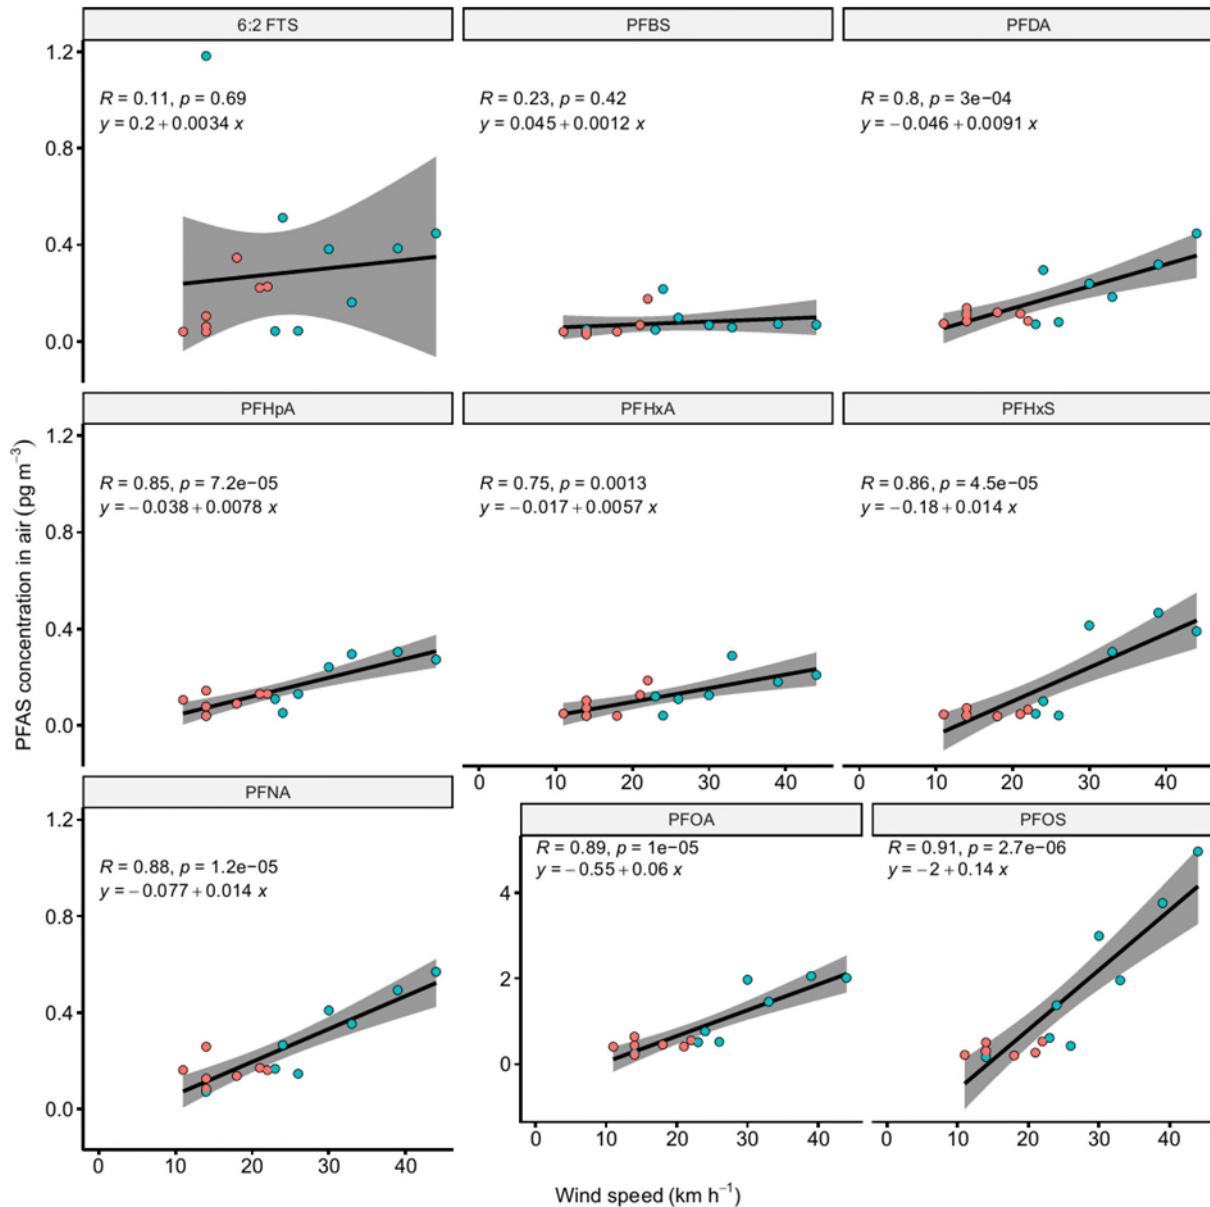 6:2 FTS
PFBS
PFDA
1.2
0.8
0.4
0.0
R = 0.11, p = 0.69
y = 0.2 + 0.0034 x
R = 0.23, p = 0.42
y = 0.045 + 0.0012 x
R = 0.8, p = 3e−04
y = −0.046 + 0.0091 x
PFHpA
PFHxA
PFHxS
1.2
0.8
0.4
0.0
R = 0.85, p = 7.2e−05
y = −0.038 + 0.0078 x
R = 0.75, p = 0.0013
y = −0.017 + 0.0057 x
R = 0.86, p = 4.5e−05
y = −0.18 + 0.014 x
0 10 20 30 40
0 10 20 30 40
PFAS concentration in air (pg m⁻³)
PFNA
1.2
0.8
0.4
0.0
R = 0.88, p = 1.2e−05
y = −0.077 + 0.014 x
0 10 20 30 40
PFOA
PFOS
4
2
0
R = 0.89, p = 1e−05
y = −0.55 + 0.06 x
R = 0.91, p = 2.7e−06
y = −2 + 0.14 x
0 10 20 30 40
0 10 20 30 40
Wind speed (km h⁻¹)